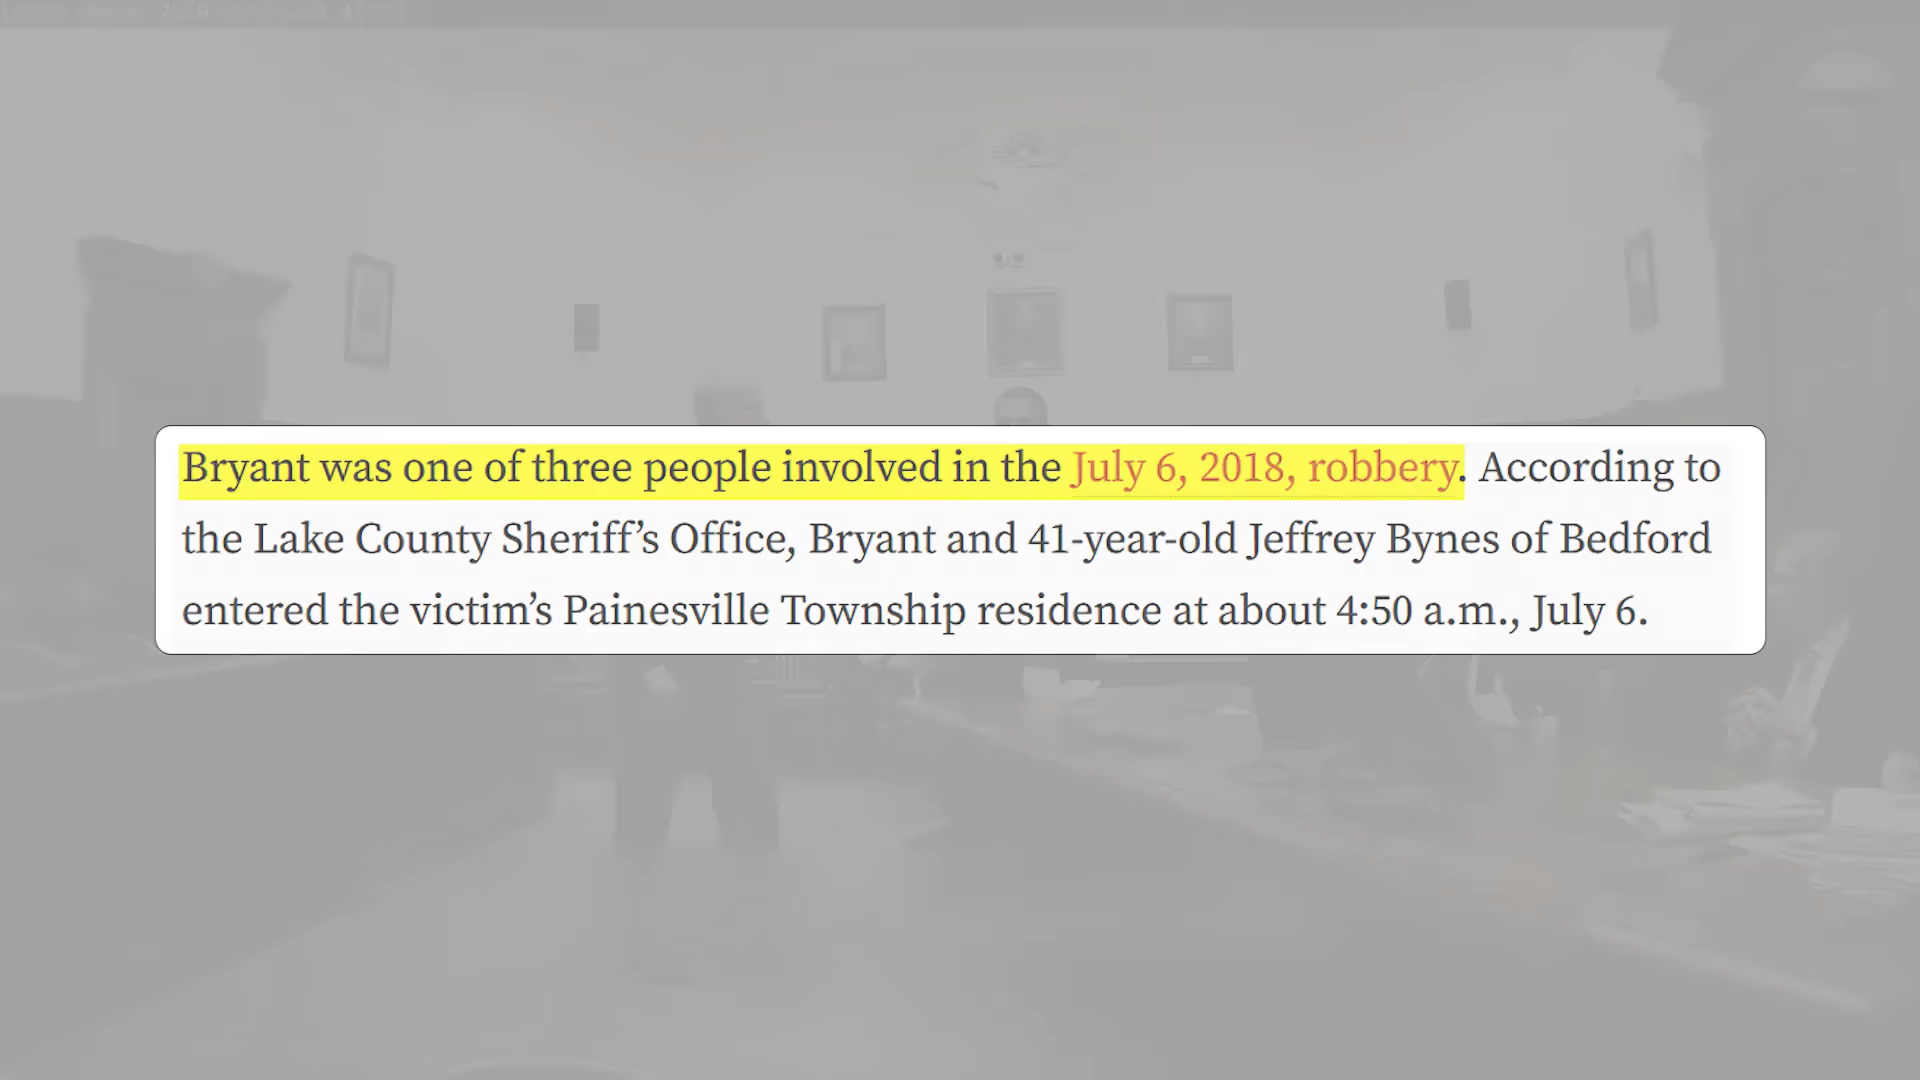 Bryant was one of three people involved in the July 6, 2018, robbery. According to
the Lake County Sheriff’s Office, Bryant and 41-year-old Jeffrey Bynes of Bedford
entered the victim’s Painesville Township residence at about 4:50 a.m., July 6.